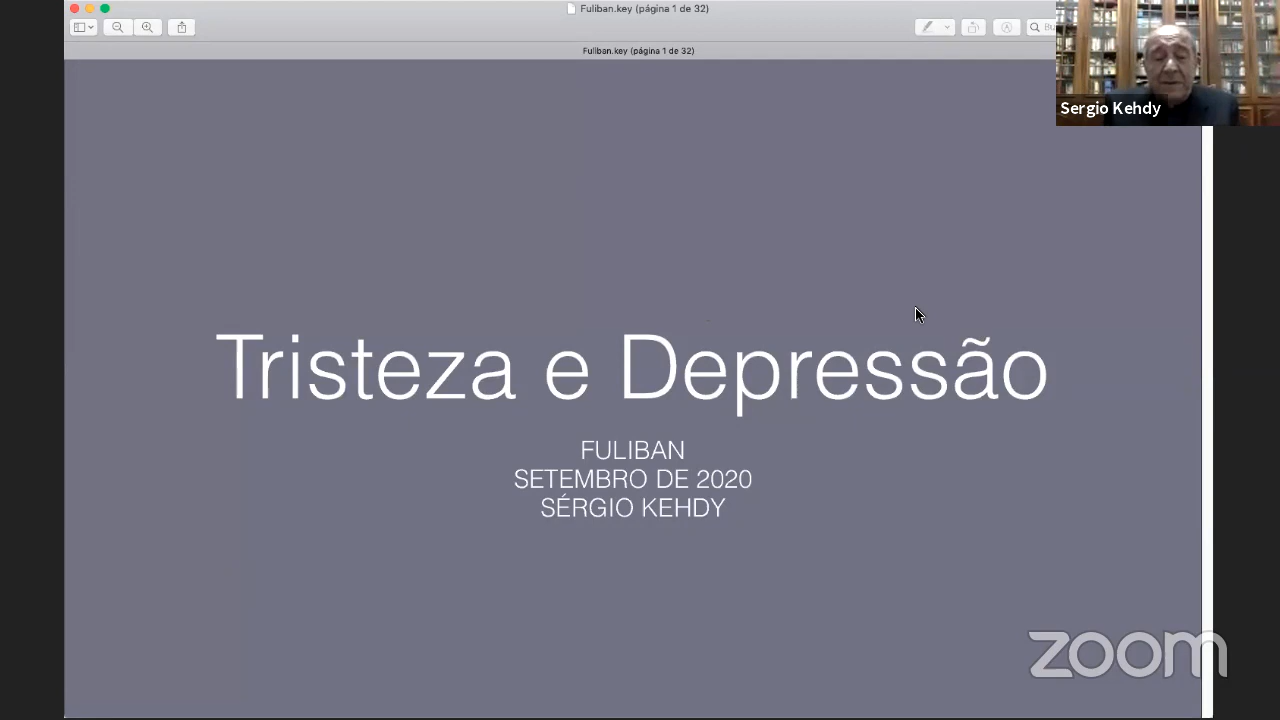 Fuliban.key (página 1 de 32)
Fuliban.key (página 1 de 32)
Sergio Kehdy
Tristeza e Depressão
FULIBAN
SETEMBRO DE 2020
SÉRGIO KEHDY
zoom